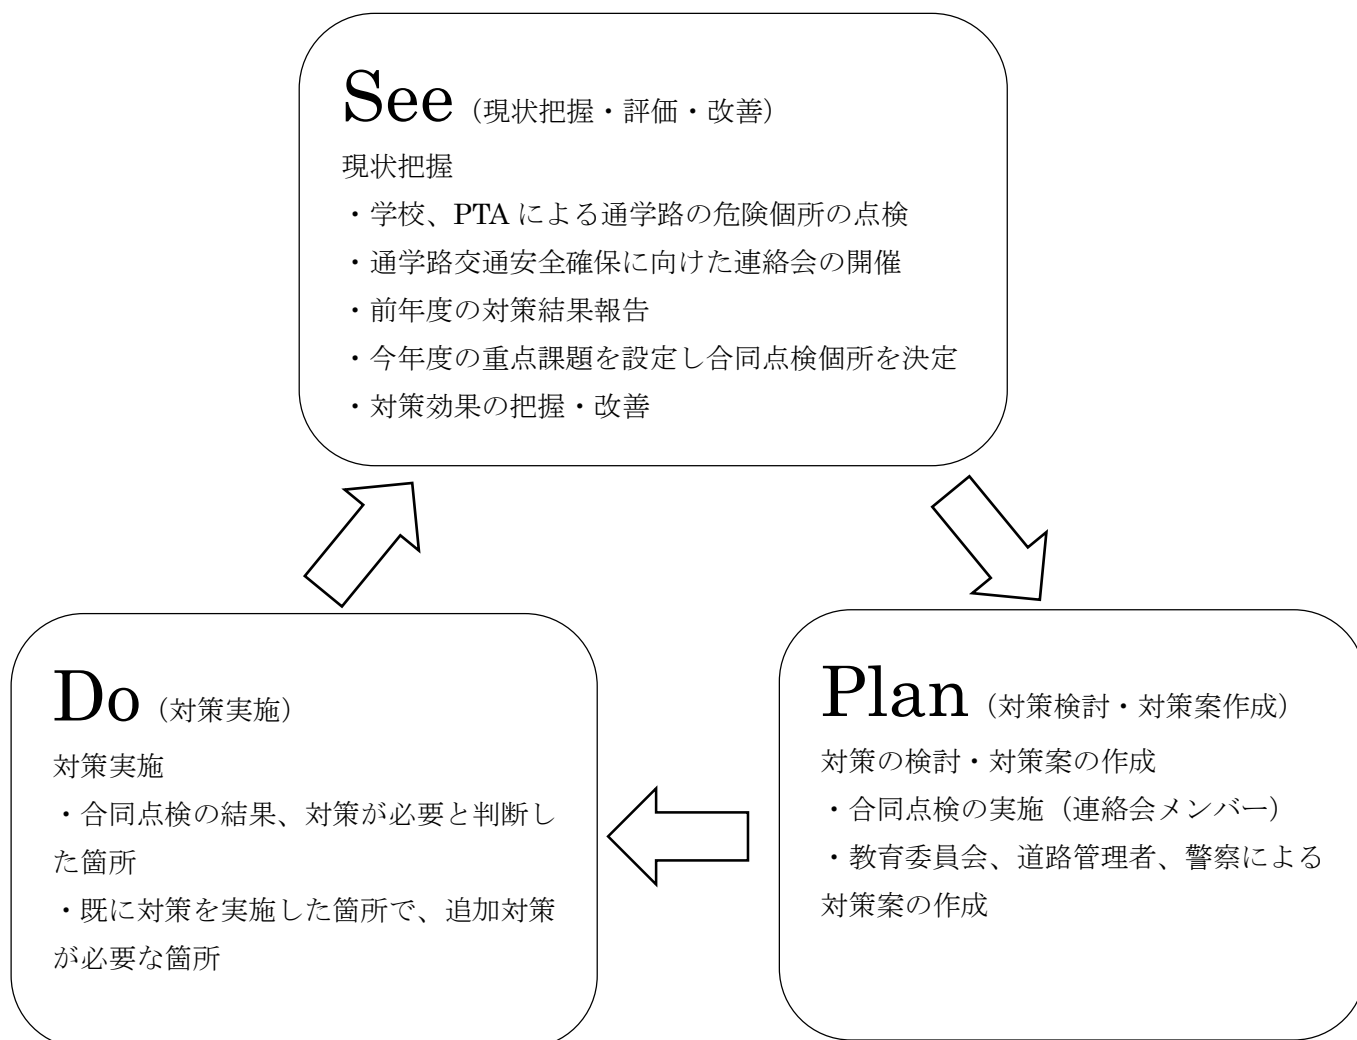 See（現状把握・評価・改善）
現状把握
・学校、PTA による通学路の危険個所の点検
・通学路交通安全確保に向けた連絡会の開催
・前年度の対策結果報告
・今年度の重点課題を設定し合同点検個所を決定
・対策効果の把握・改善
Do（対策実施）
対策実施
・合同点検の結果、対策が必要と判断し
た箇所
・既に対策を実施した箇所で、追加対策
が必要な箇所
Plan（対策検討・対策案作成）
対策の検討・対策案の作成
・合同点検の実施（連絡会メンバー）
・教育委員会、道路管理者、警察による
対策案の作成